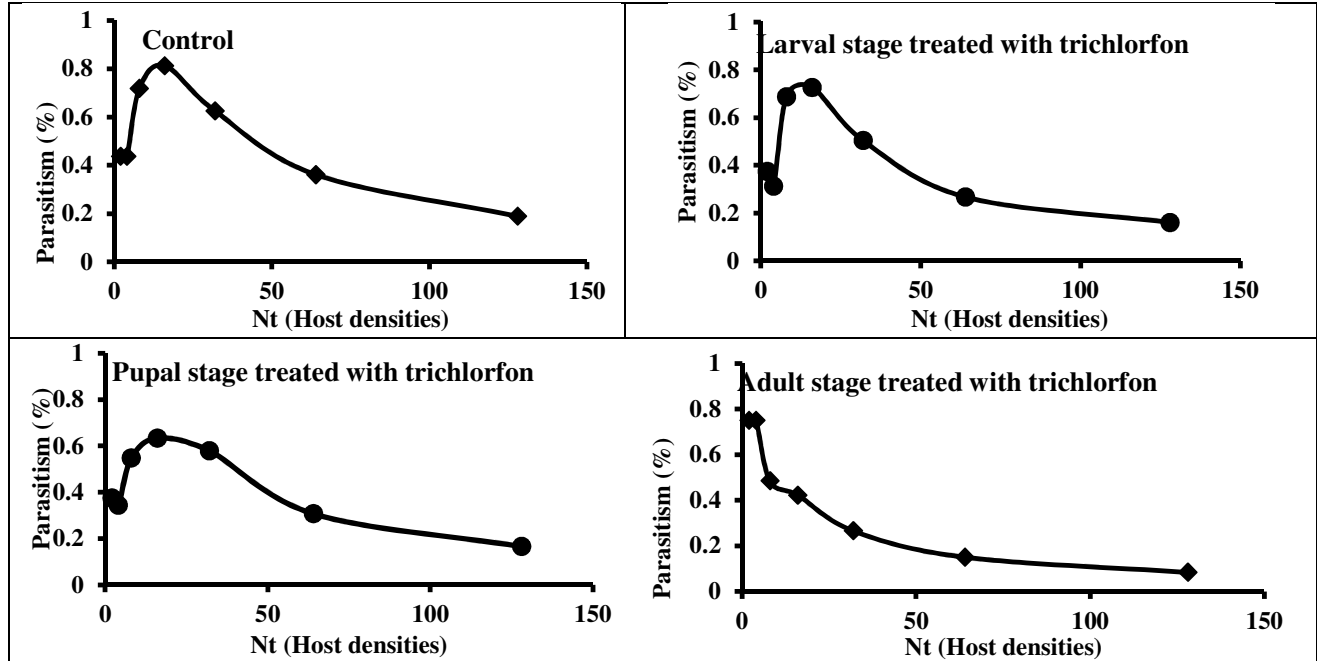 Control
Parasitism (%)
1
0.8
0.6
0.4
0.2
0
0 50 100 150
Nt (Host densities)
Larval stage treated with trichlorfon
Parasitism (%)
1
0.8
0.6
0.4
0.2
0
0 50 100 150
Nt (Host densities)
Pupal stage treated with trichlorfon
Parasitism (%)
1
0.8
0.6
0.4
0.2
0
0 50 100 150
Nt (Host densities)
Adult stage treated with trichlorfon
Parasitism (%)
1
0.8
0.6
0.4
0.2
0
0 50 100 150
Nt (Host densities)